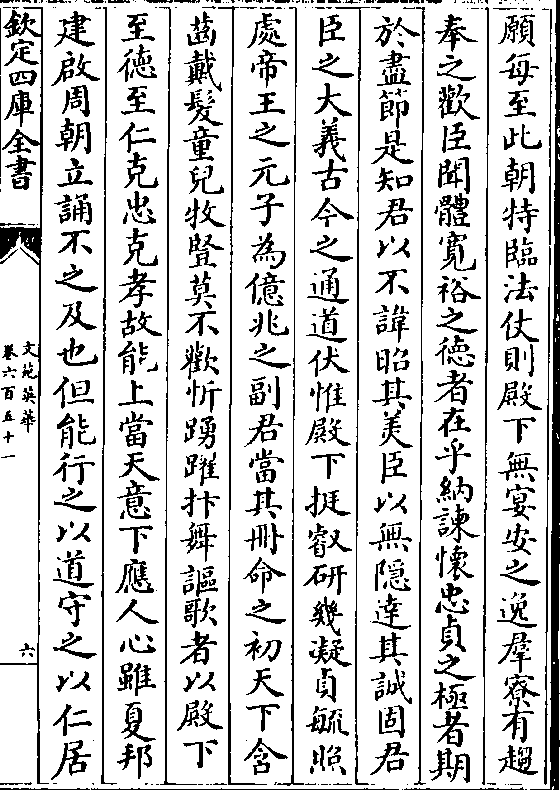 願每至此朝特臨法仗則殿下無宴安之逸羣寮有趨
奉之歡臣聞體寛裕之徳者在乎納諫懷忠貞之極者期
於盡節是知君以不諱昭其美臣以無隱達其誠固君
臣之大義古今之通道伏惟殿下挺叡研幾凝貞毓照
處帝王之元子為億兆之副君當其冊命之初天下含
齒戴髮童兒牧豎莫不歡忻踴躍抃舞謳歌者以殿下
至徳至仁克忠克孝故能上當天意下應人心雖夏邦
建啟周朝立誦不之及也但能行之以道守之以仁居
欽定四庫全書
文苑英華
卷六百五十一
六